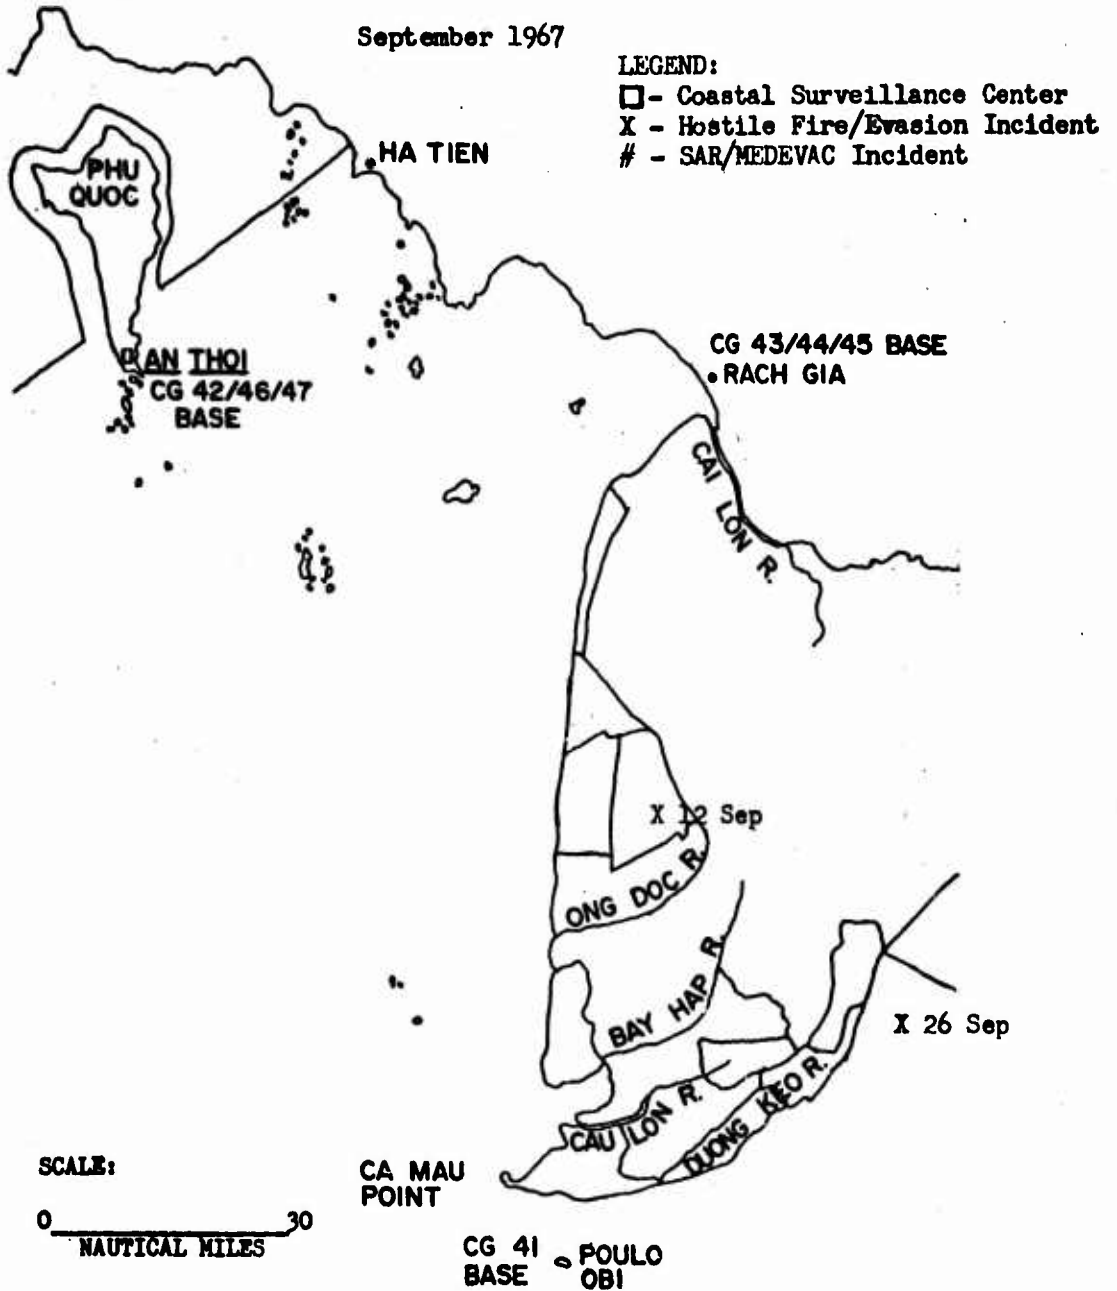 September 1967
LEGEND:
□ - Coastal Surveillance Center
X - Hostile Fire/Evasion Incident
# - SAR/MEDEVAC Incident
HA TIEN
PHU
QUOC
AN THOI
CG 42/46/47
BASE
CG 43/44/45 BASE
RACH GIA
CAI LON R.
X 12 Sep
ONG DOC R.
BAY HAP R.
X 26 Sep
CAU LON R.
DUONG KEO R.
CA MAU
POINT
SCALE:
0 30
NAUTICAL MILES
CG 41
BASE
POULO
OBI